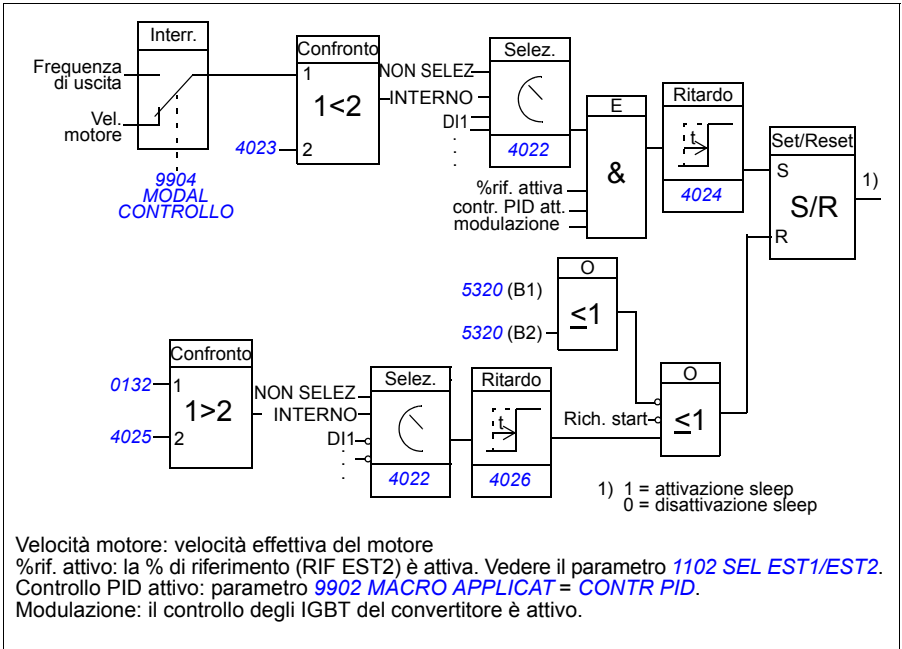 Interr.
Frequenza
di uscita
Vel.
motore
9904
MODAL
CONTROLLO
Confronto
1
1<2
2
4023
NON SELEZ
INTERNO
DI1
.
.
.
Selez.
4022
%rif. attiva
contr. PID att.
modulazione
E
&
Ritardo
t
4024
Set/Reset
S
S/R
R
1)
5320 (B1)
5320 (B2)
O
≤1
Confronto
0132
1
1>2
4025
2
NON SELEZ
INTERNO
DI1
.
.
.
Selez.
4022
Ritardo
t
4026
Rich. start
O
≤1
1) 1 = attivazione sleep
0 = disattivazione sleep
Velocità motore: velocità effettiva del motore
%rif. attivo: la % di riferimento (RIF EST2) è attiva. Vedere il parametro 1102 SEL EST1/EST2.
Controllo PID attivo: parametro 9902 MACRO APPLICAT = CONTR PID.
Modulazione: il controllo degli IGBT del convertitore è attivo.